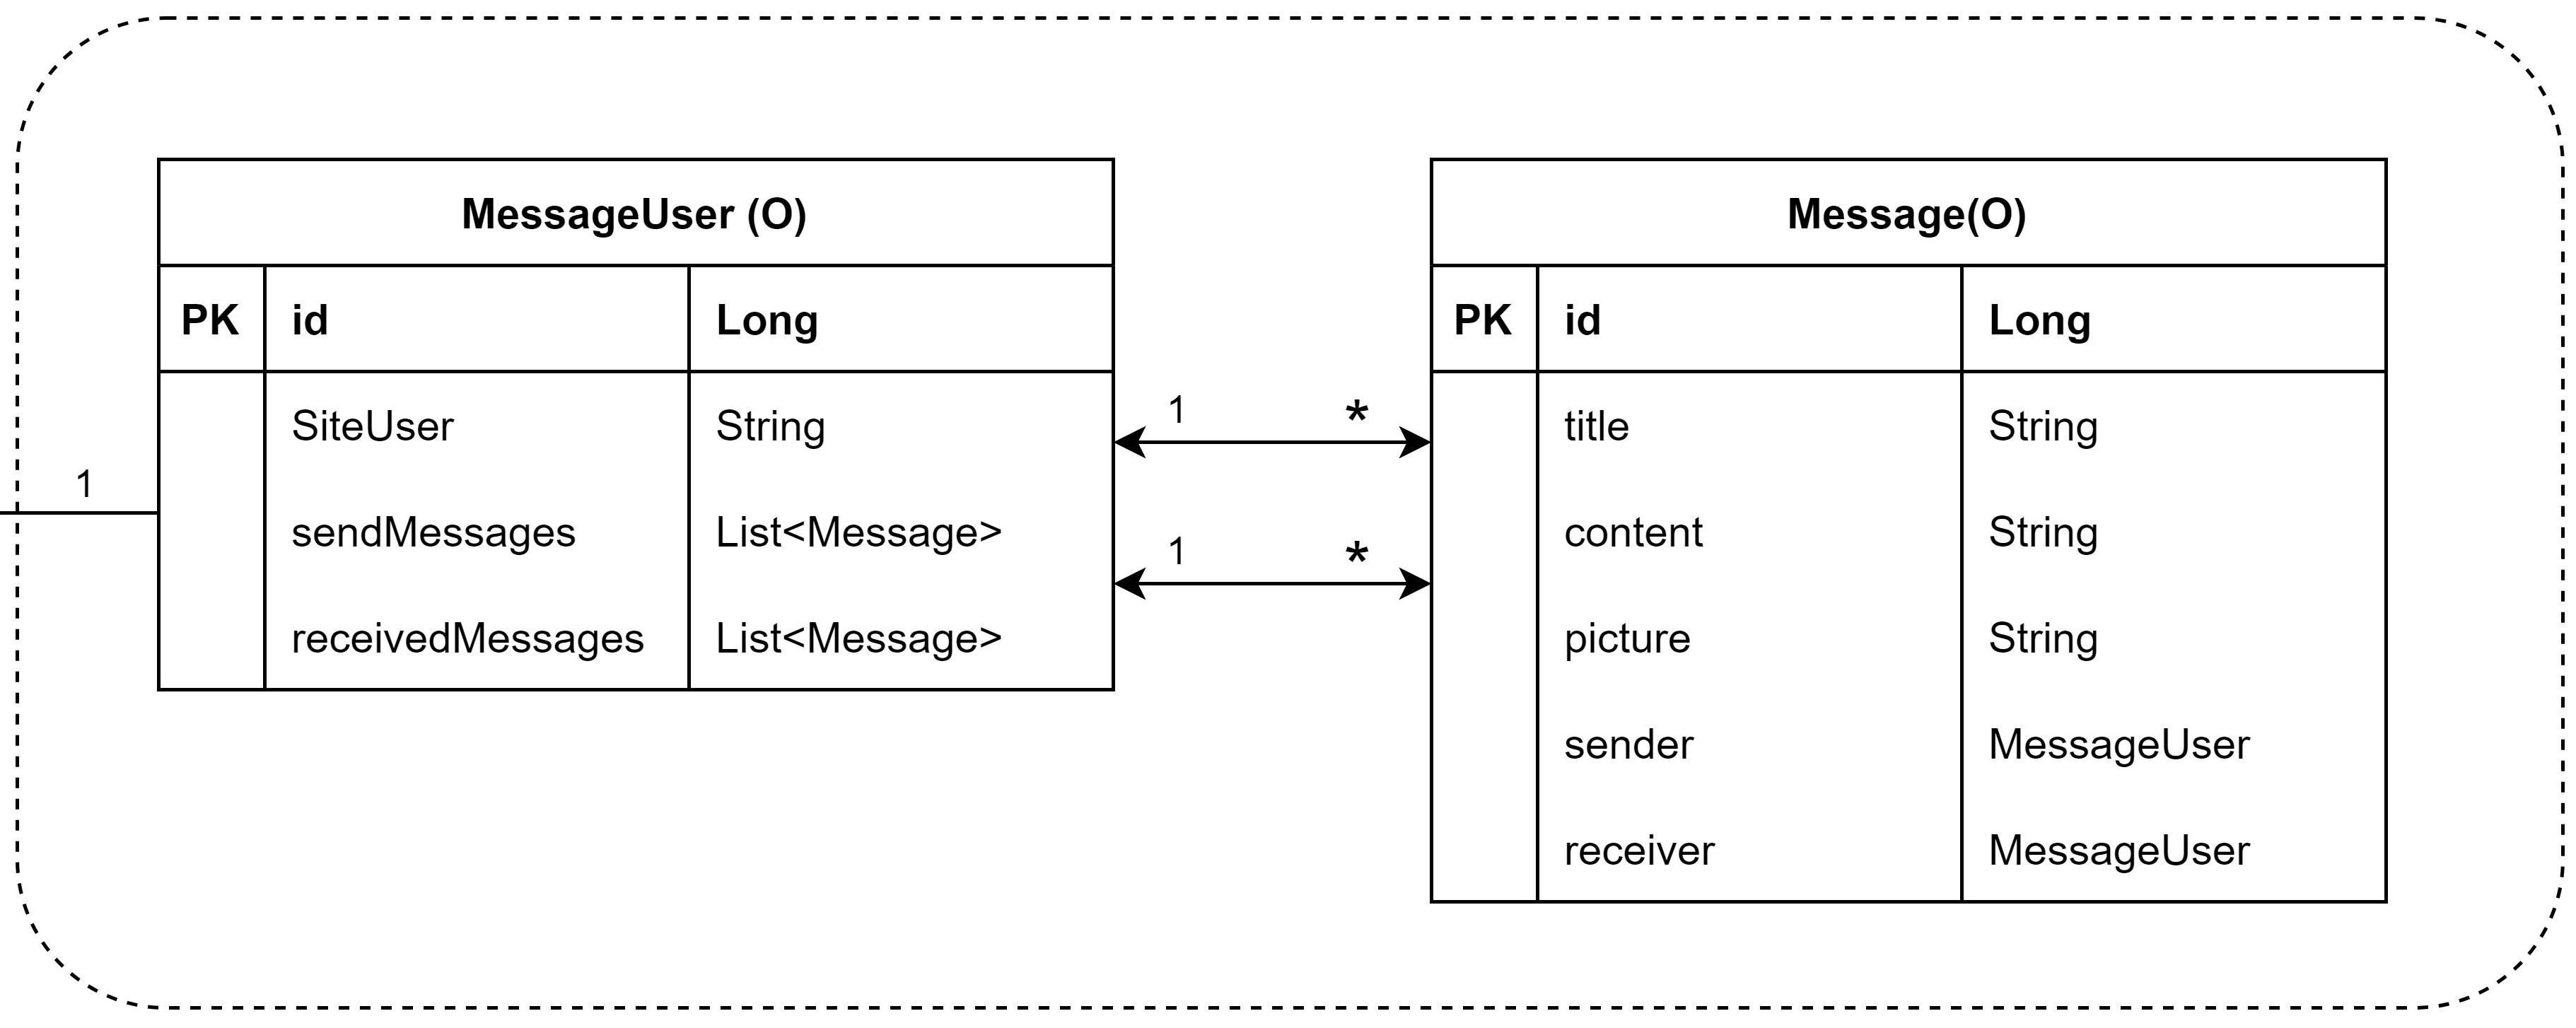 MessageUser (O)
PK id Long
SiteUser String
sendMessages List<Message>
receivedMessages List<Message>
1
1 *
1 *
Message(O)
PK id Long
title String
content String
picture String
sender MessageUser
receiver MessageUser